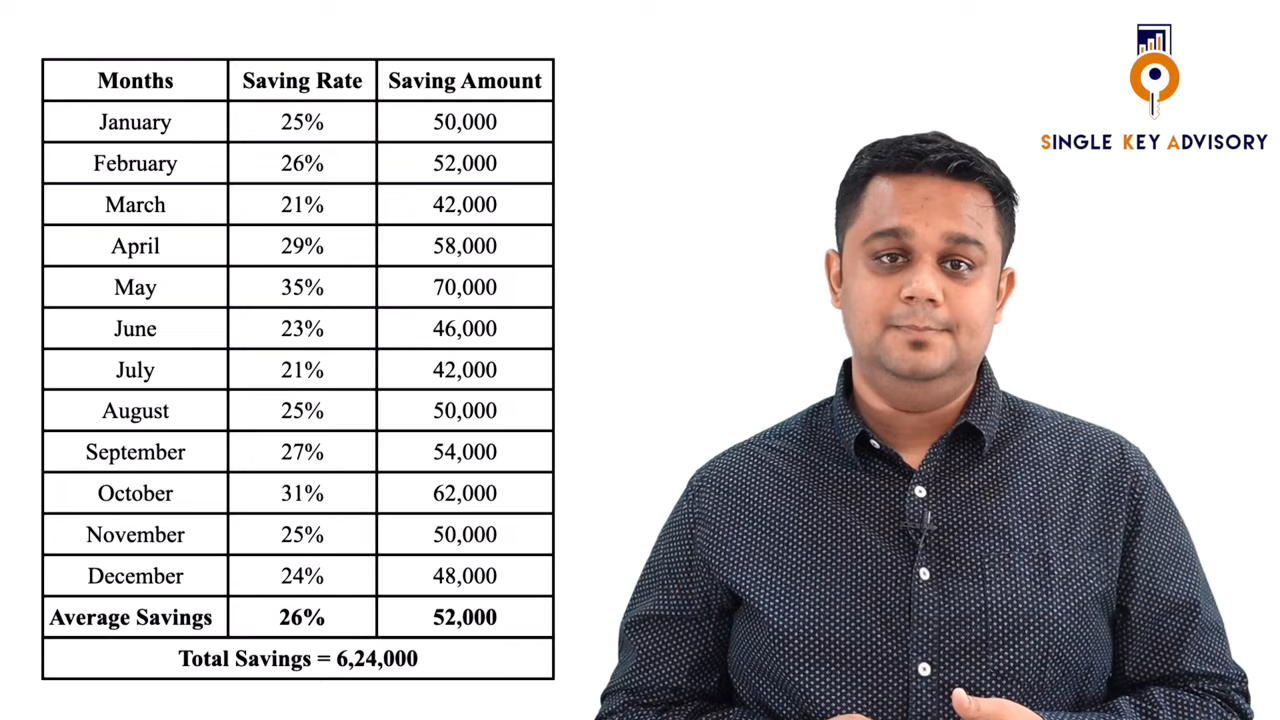 Months Saving Rate Saving Amount
January 25% 50,000
February 26% 52,000
March 21% 42,000
April 29% 58,000
May 35% 70,000
June 23% 46,000
July 21% 42,000
August 25% 50,000
September 27% 54,000
October 31% 62,000
November 25% 50,000
December 24% 48,000
Average Savings 26% 52,000
Total Savings = 6,24,000
SINGLE KEY ADVISORY